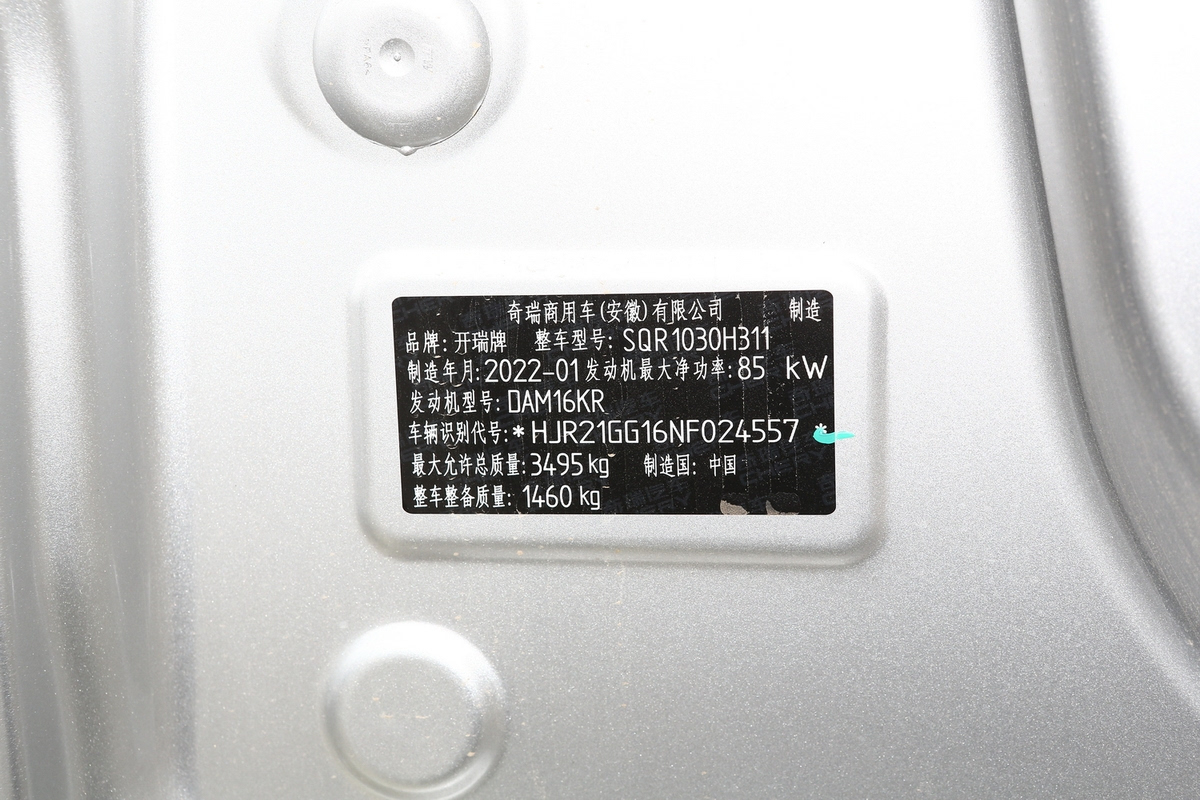 奇瑞商用车(安徽)有限公司 制造
品牌: 开瑞牌 整车型号: SQR1030H311
制造年月: 2022-01 发动机最大净功率: 85 kW
发动机型号: DAM16KR
车辆识别代号: * HJR21GG16NF024557 *
最大允许总质量: 3495 kg 制造国: 中国
整车整备质量: 1460 kg